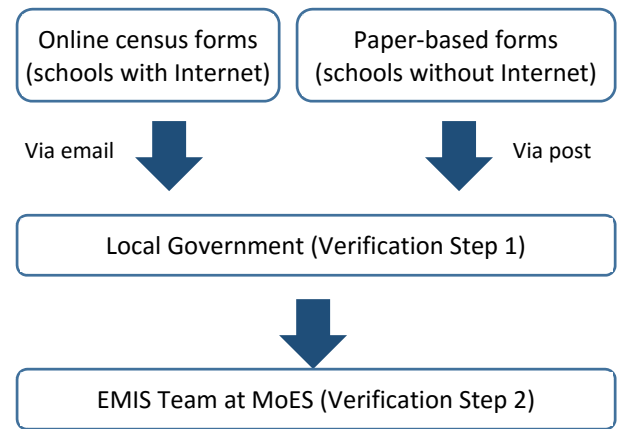 Online census forms
(schools with Internet)
Paper-based forms
(schools without Internet)
Via email
Via post
Local Government (Verification Step 1)
EMIS Team at MoES (Verification Step 2)